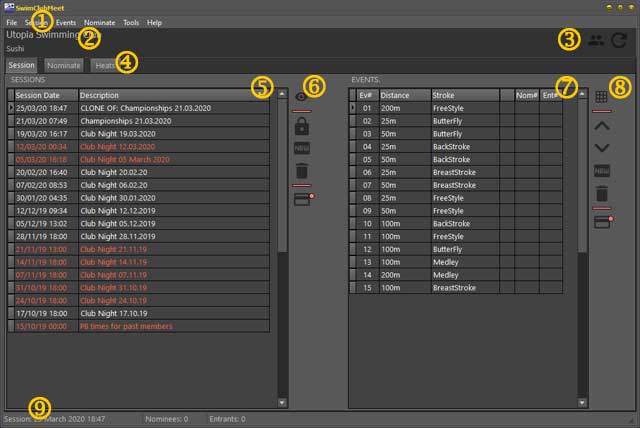 SwimClubMeet
File Session Events Nominate Tools Help
1
Utopia Swimming
2
3
Sushi
4
Session Nominate Heats
SESSIONS
5
6
EVENTS.
7
8
Session Date Description
25/03/20 18:47 CLONE OF: Championships 21.03.2020
21/03/20 07:49 Championships 21.03.2020
19/03/20 16:17 Club Night 19.03.2020
12/03/20 00:34 Club Night 12.03.2020
05/03/20 16:18 Club Night 05 March 2020
20/02/20 16:40 Club Night 20.02.20
07/02/20 08:53 Club Night 06.02.20
30/01/20 04:35 Club Night 30.01.2020
12/12/19 09:34 Club Night 12.12.2019
05/12/19 13:02 Club Night 05.12.2019
28/11/19 18:00 Club Night 28.11.2019
21/11/19 13:00 Club Night 21.11.19
14/11/19 18:00 Club Night 14.11.19
07/11/19 18:00 Club Night 07.11.19
31/10/19 18:00 Club Night 31.10.19
24/10/19 18:00 Club Night 24.10.19
17/10/19 18:00 Club Night 17.10.19
15/10/19 00:00 PB times for past members
NEW
Ev# Distance Stroke Nom# Ent#
01 200m FreeStyle
02 25m ButterFly
03 50m ButterFly
04 25m BackStroke
05 50m BackStroke
06 25m BreastStroke
07 50m BreastStroke
08 25m FreeStyle
09 50m FreeStyle
10 100m BackStroke
11 100m FreeStyle
12 100m ButterFly
13 100m Medley
14 200m Medley
15 100m BreastStroke
NEW
9
Session: March 2020 18:47 Nominees: 0 Entrants: 0